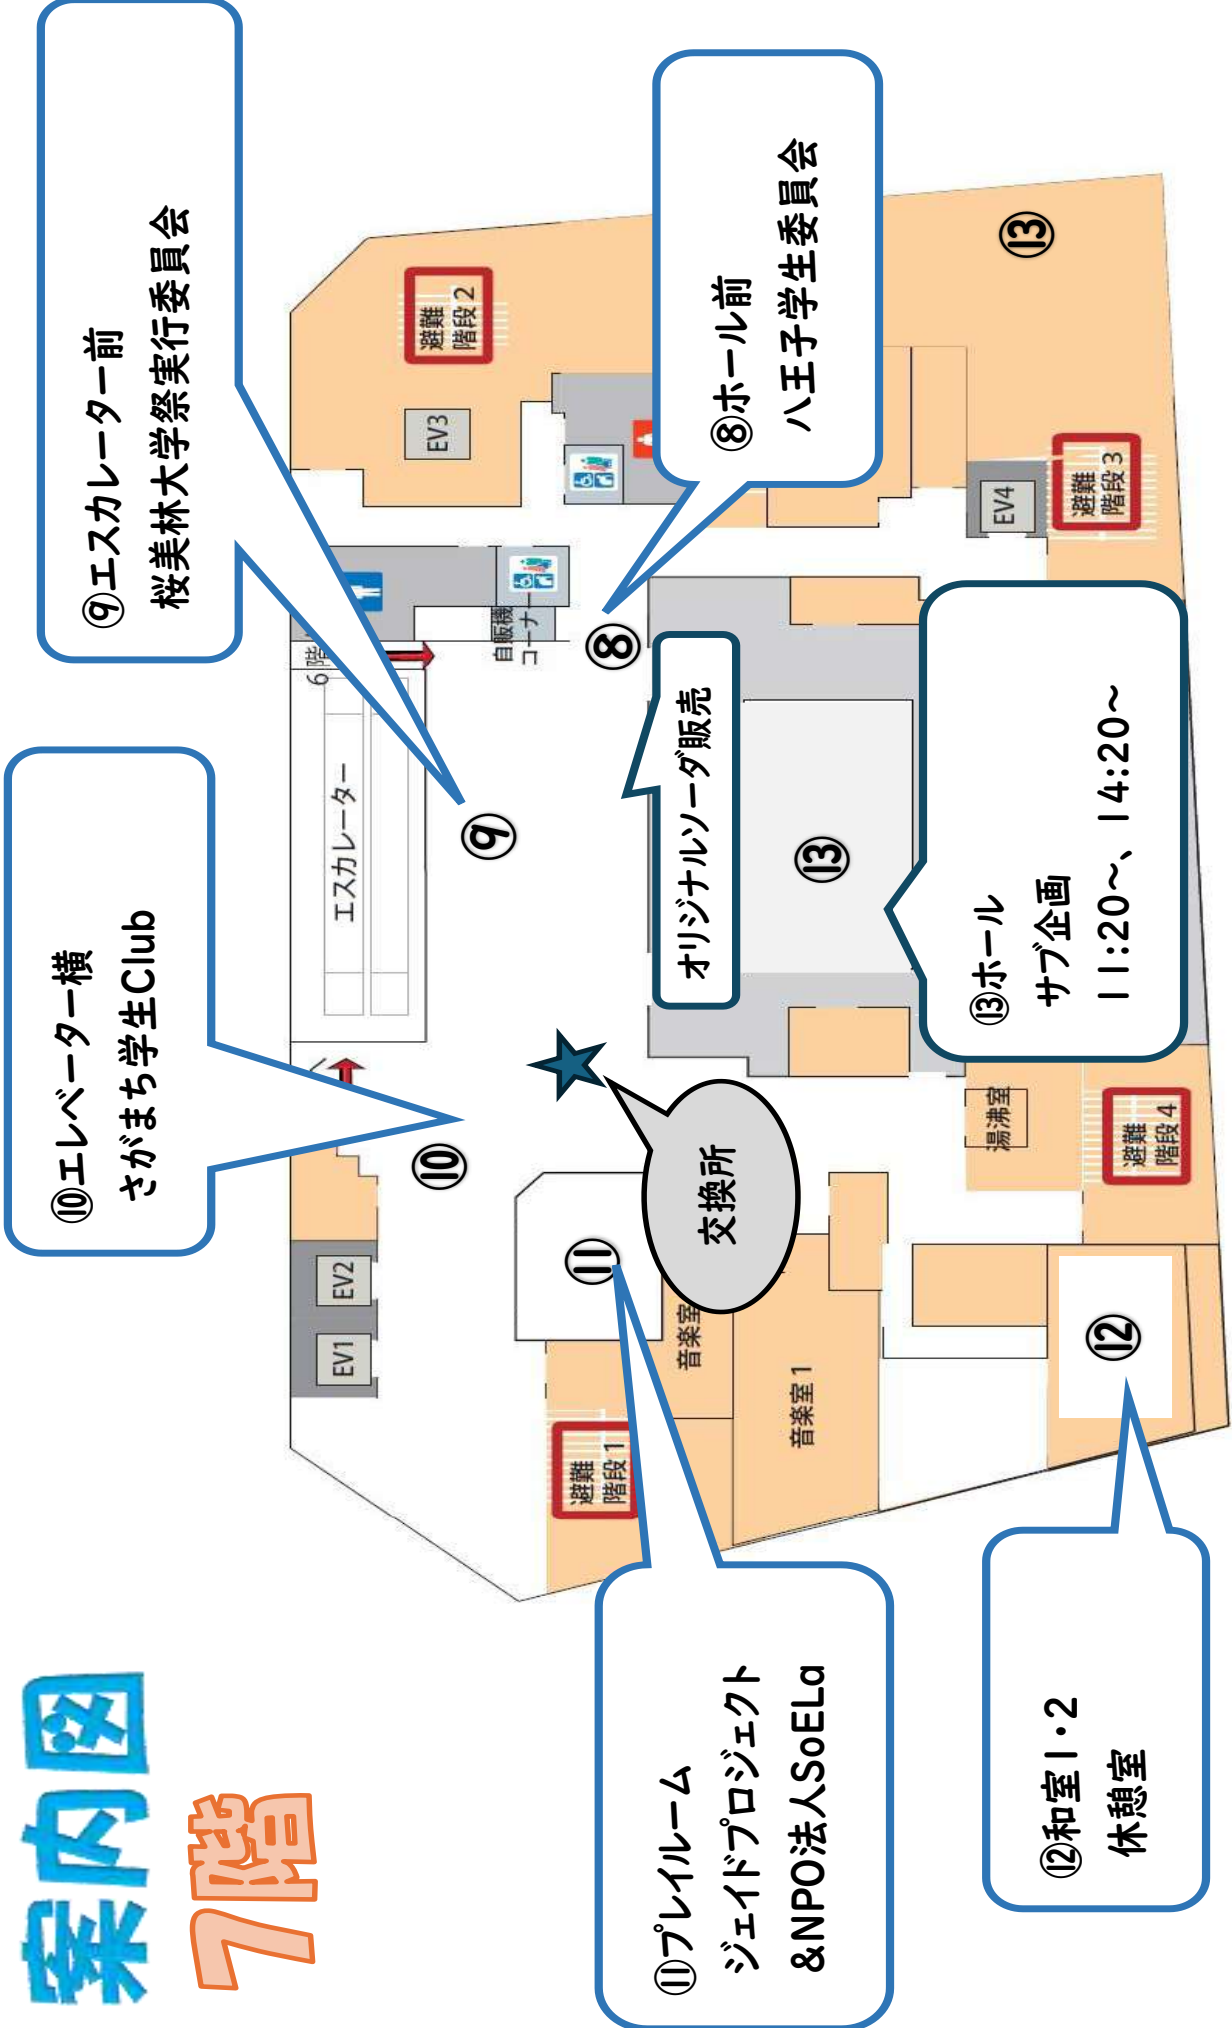 案内図
7階
⑩エレベーター横
さがまち学生Club
⑨エスカレーター前
桜美林大学祭実行委員会
EV1
EV2
エスカレーター
6階
EV3
避難
階段2
⑩
⑨
自販機
コーナー
⑧
⑧ホール前
八王子学生委員会
避難
階段1
⑪
交換所
オリジナルソーダ販売
音楽室
音楽室1
⑬
⑬
⑪プレイルーム
ジェイドプロジェクト
&NPO法人SoELa
湯沸室
⑬ホール
サブ企画
11:20~、14:20~
EV4
避難
階段3
避難
階段4
⑫
⑫和室1・2
休憩室